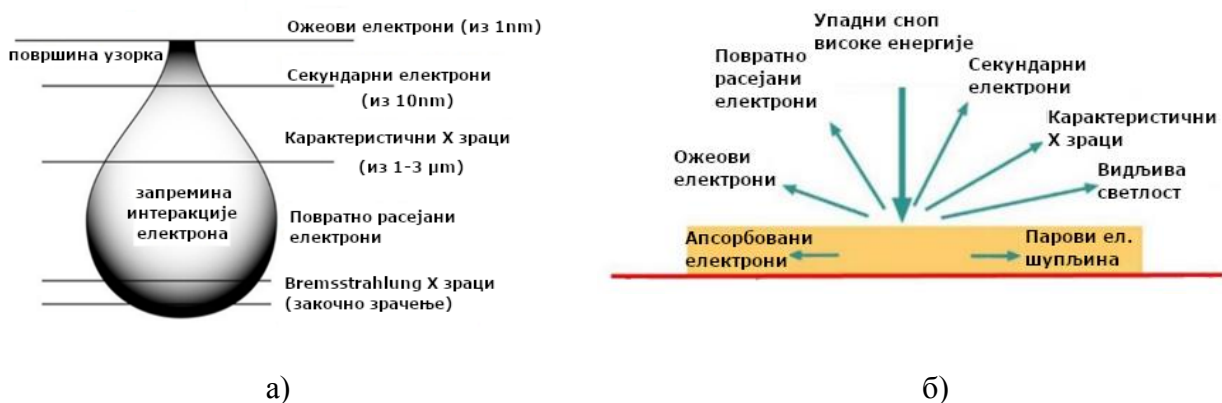 Ожеови електрони (из 1nm)
површина узорка
Секундарни електрони
(из 10nm)
Карактеристични X зраци
(из 1-3 μm)
запремина
интеракције
електрона
Повратно расејани
електрони
Bremsstrahlung X зраци
(закочно зрачење)
а)
Упадни сноп
високе енергије
Повратно
расејани
електрони
Секундарни
електрони
Карактеристични
X зраци
Ожеови
електрони
Видљива
светлост
Апсорбовани
електрони
Парови ел.
шупљина
б)